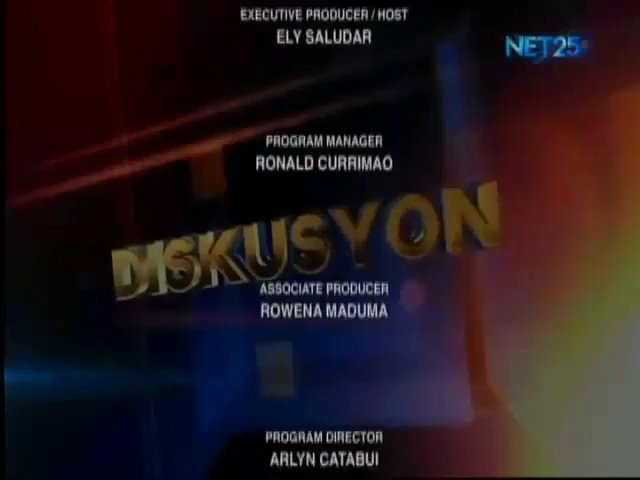 EXECUTIVE PRODUCER / HOST
ELY SALUDAR
NET25
PROGRAM MANAGER
RONALD CURRIMAO
DISKUSYON
ASSOCIATE PRODUCER
ROWENA MADUMA
PROGRAM DIRECTOR
ARLYN CATABUI